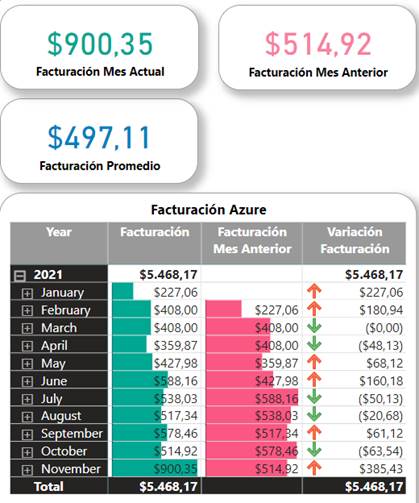 $900,35
Facturación Mes Actual
$514,92
Facturación Mes Anterior
$497,11
Facturación Promedio
Facturación Azure
Year Facturación Facturación Mes Anterior Variación Facturación
2021 $5.468,17 $5.468,17
January $227,06 $227,06
February $408,00 $227,06 $180,94
March $408,00 $408,00 ($0,00)
April $359,87 $408,00 ($48,13)
May $427,98 $359,87 $68,12
June $588,16 $427,98 $160,18
July $538,03 $588,16 ($50,13)
August $517,34 $538,03 ($20,68)
September $578,46 $517,34 $61,12
October $514,92 $578,46 ($63,54)
November $900,35 $514,92 $385,43
Total $5.468,17 $5.468,17